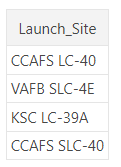 Launch_Site
CCAFS LC-40
VAFB SLC-4E
KSC LC-39A
CCAFS SLC-40